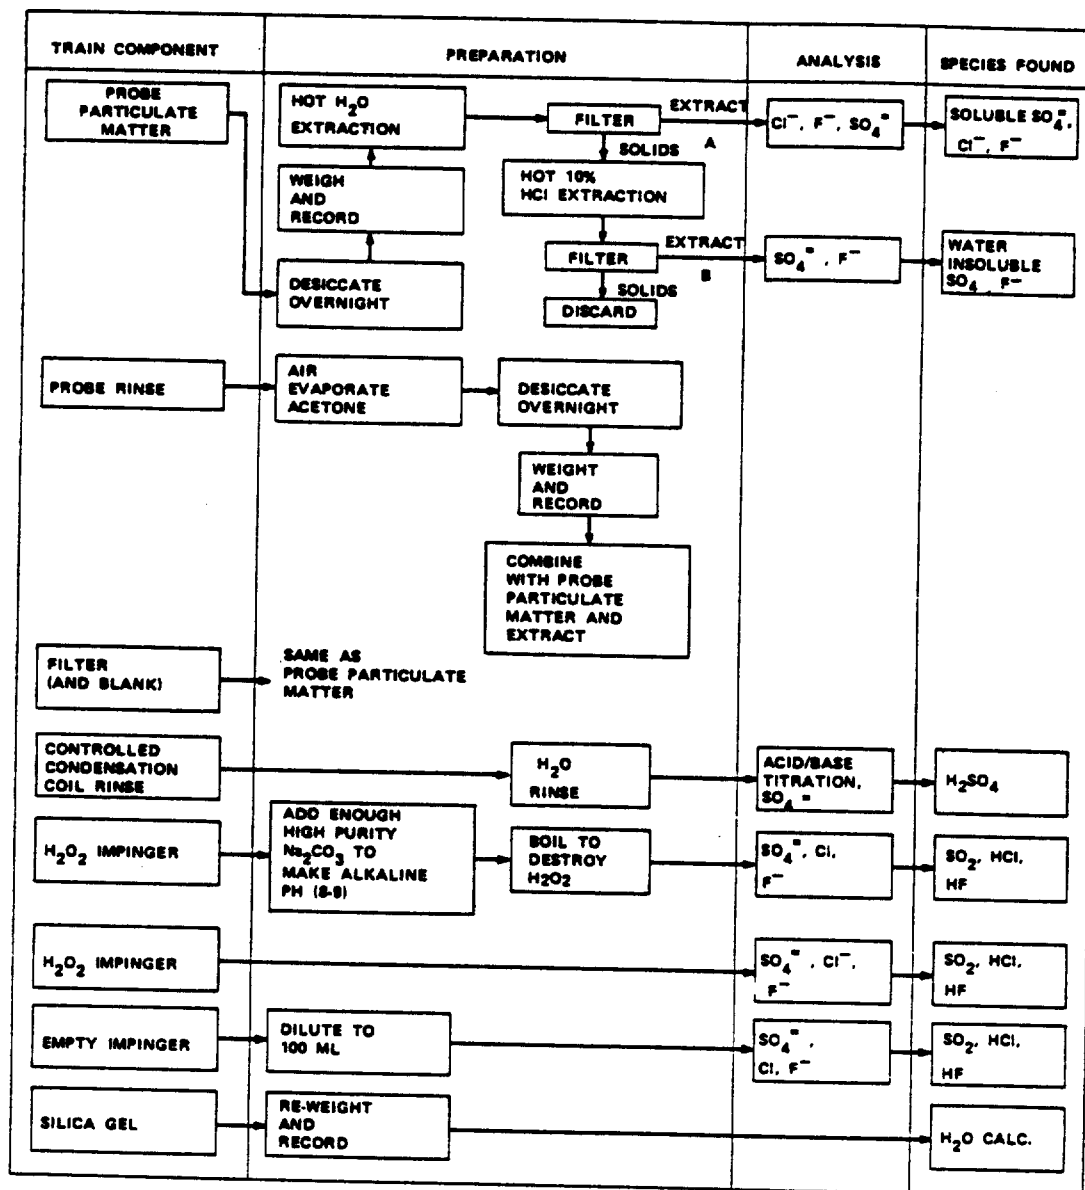 TRAIN COMPONENT
PREPARATION
ANALYSIS
SPECIES FOUND
PROBE
PARTICULATE
MATTER
HOT H₂O
EXTRACTION
FILTER
EXTRACT
A
Cl⁻, F⁻, SO₄⁼
SOLUBLE SO₄⁼,
Cl⁻, F⁻
SOLIDS
WEIGH
AND
RECORD
HOT 10%
HCl EXTRACTION
DESICCATE
OVERNIGHT
FILTER
EXTRACT
B
SO₄⁼ , F⁻
WATER
INSOLUBLE
SO₄ , F⁻
SOLIDS
DISCARD
PROBE RINSE
AIR
EVAPORATE
ACETONE
DESICCATE
OVERNIGHT
WEIGHT
AND
RECORD
COMBINE
WITH PROBE
PARTICULATE
MATTER AND
EXTRACT
FILTER
(AND BLANK)
SAME AS
PROBE PARTICULATE
MATTER
CONTROLLED
CONDENSATION
COIL RINSE
H₂O
RINSE
ACID/BASE
TITRATION,
SO₄⁼
H₂SO₄
H₂O₂ IMPINGER
ADD ENOUGH
HIGH PURITY
Na₂CO₃ TO
MAKE ALKALINE
PH (8-9)
BOIL TO
DESTROY
H₂O₂
SO₄⁼, Cl,
F⁻
SO₂, HCl,
HF
H₂O₂ IMPINGER
SO₄⁼ , Cl⁻,
F⁻
SO₂, HCl,
HF
EMPTY IMPINGER
DILUTE TO
100 ML
SO₄⁼ ,
Cl, F⁻
SO₂, HCl,
HF
SILICA GEL
RE-WEIGHT
AND
RECORD
H₂O CALC.